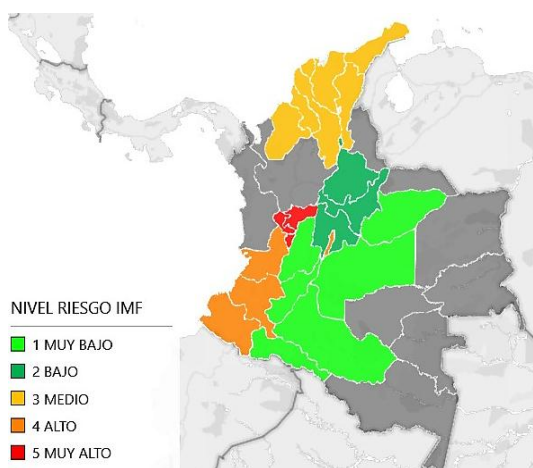 NIVEL RIESGO IMF
1 MUY BAJO
2 BAJO
3 MEDIO
4 ALTO
5 MUY ALTO